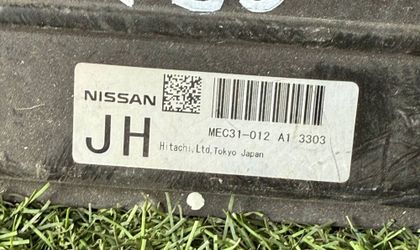 NISSAN
JH
MEC31-012 A1 3303
Hitachi,Ltd,Tokyo Japan